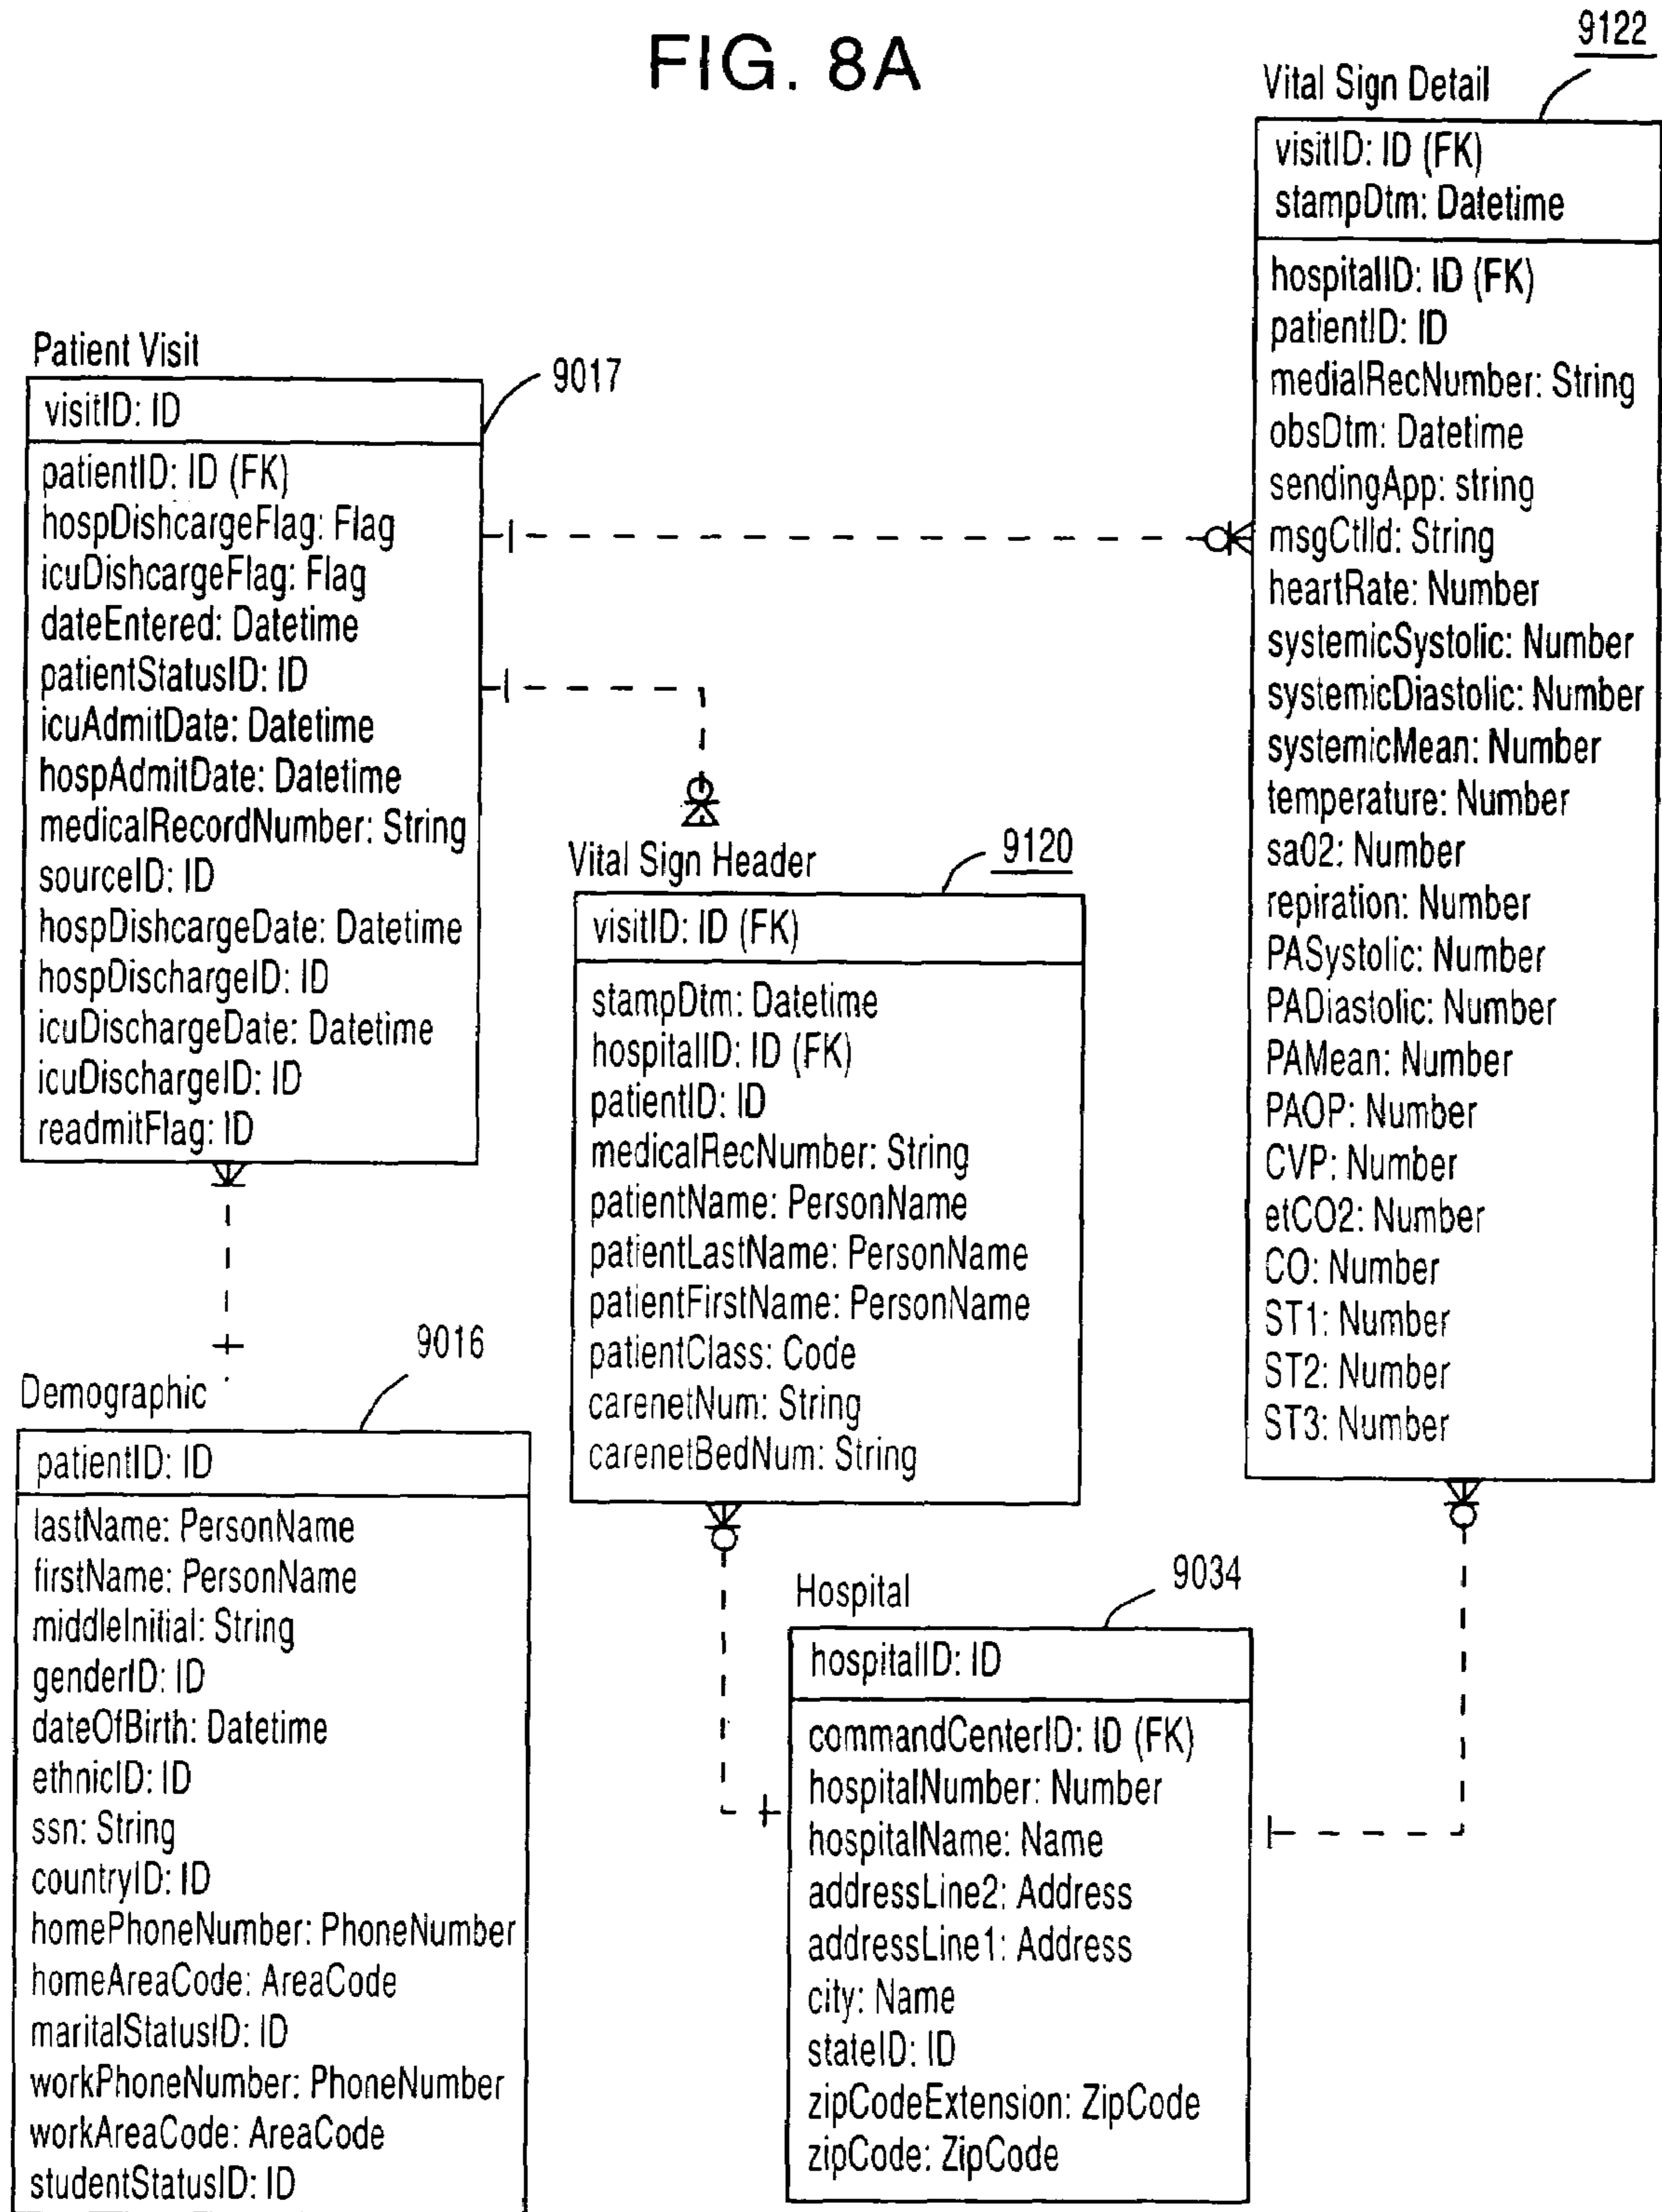 FIG. 8A
9122
Vital Sign Detail
visitID: ID (FK)
stampDtm: Datetime
hospitalID: ID (FK)
patientID: ID
medialRecNumber: String
obsDtm: Datetime
sendingApp: string
msgCtlId: String
heartRate: Number
systemicSystolic: Number
systemicDiastolic: Number
systemicMean: Number
temperature: Number
sa02: Number
repiration: Number
PASystolic: Number
PADiastolic: Number
PAMean: Number
PAOP: Number
CVP: Number
etCO2: Number
CO: Number
ST1: Number
ST2: Number
ST3: Number
Patient Visit
9017
visitID: ID
patientID: ID (FK)
hospDishcargeFlag: Flag
icuDishcargeFlag: Flag
dateEntered: Datetime
patientStatusID: ID
icuAdmitDate: Datetime
hospAdmitDate: Datetime
medicalRecordNumber: String
sourceID: ID
hospDishcargeDate: Datetime
hospDischargeID: ID
icuDischargeDate: Datetime
icuDischargeID: ID
readmitFlag: ID
Vital Sign Header
9120
visitID: ID (FK)
stampDtm: Datetime
hospitalID: ID (FK)
patientID: ID
medicalRecNumber: String
patientName: PersonName
patientLastName: PersonName
patientFirstName: PersonName
patientClass: Code
carenetNum: String
carenetBedNum: String
Demographic
9016
patientID: ID
lastName: PersonName
firstName: PersonName
middleInitial: String
genderID: ID
dateOfBirth: Datetime
ethnicID: ID
ssn: String
countryID: ID
homePhoneNumber: PhoneNumber
homeAreaCode: AreaCode
maritalStatusID: ID
workPhoneNumber: PhoneNumber
workAreaCode: AreaCode
studentStatusID: ID
Hospital
9034
hospitalID: ID
commandCenterID: ID (FK)
hospitalNumber: Number
hospitalName: Name
addressLine2: Address
addressLine1: Address
city: Name
stateID: ID
zipCodeExtension: ZipCode
zipCode: ZipCode